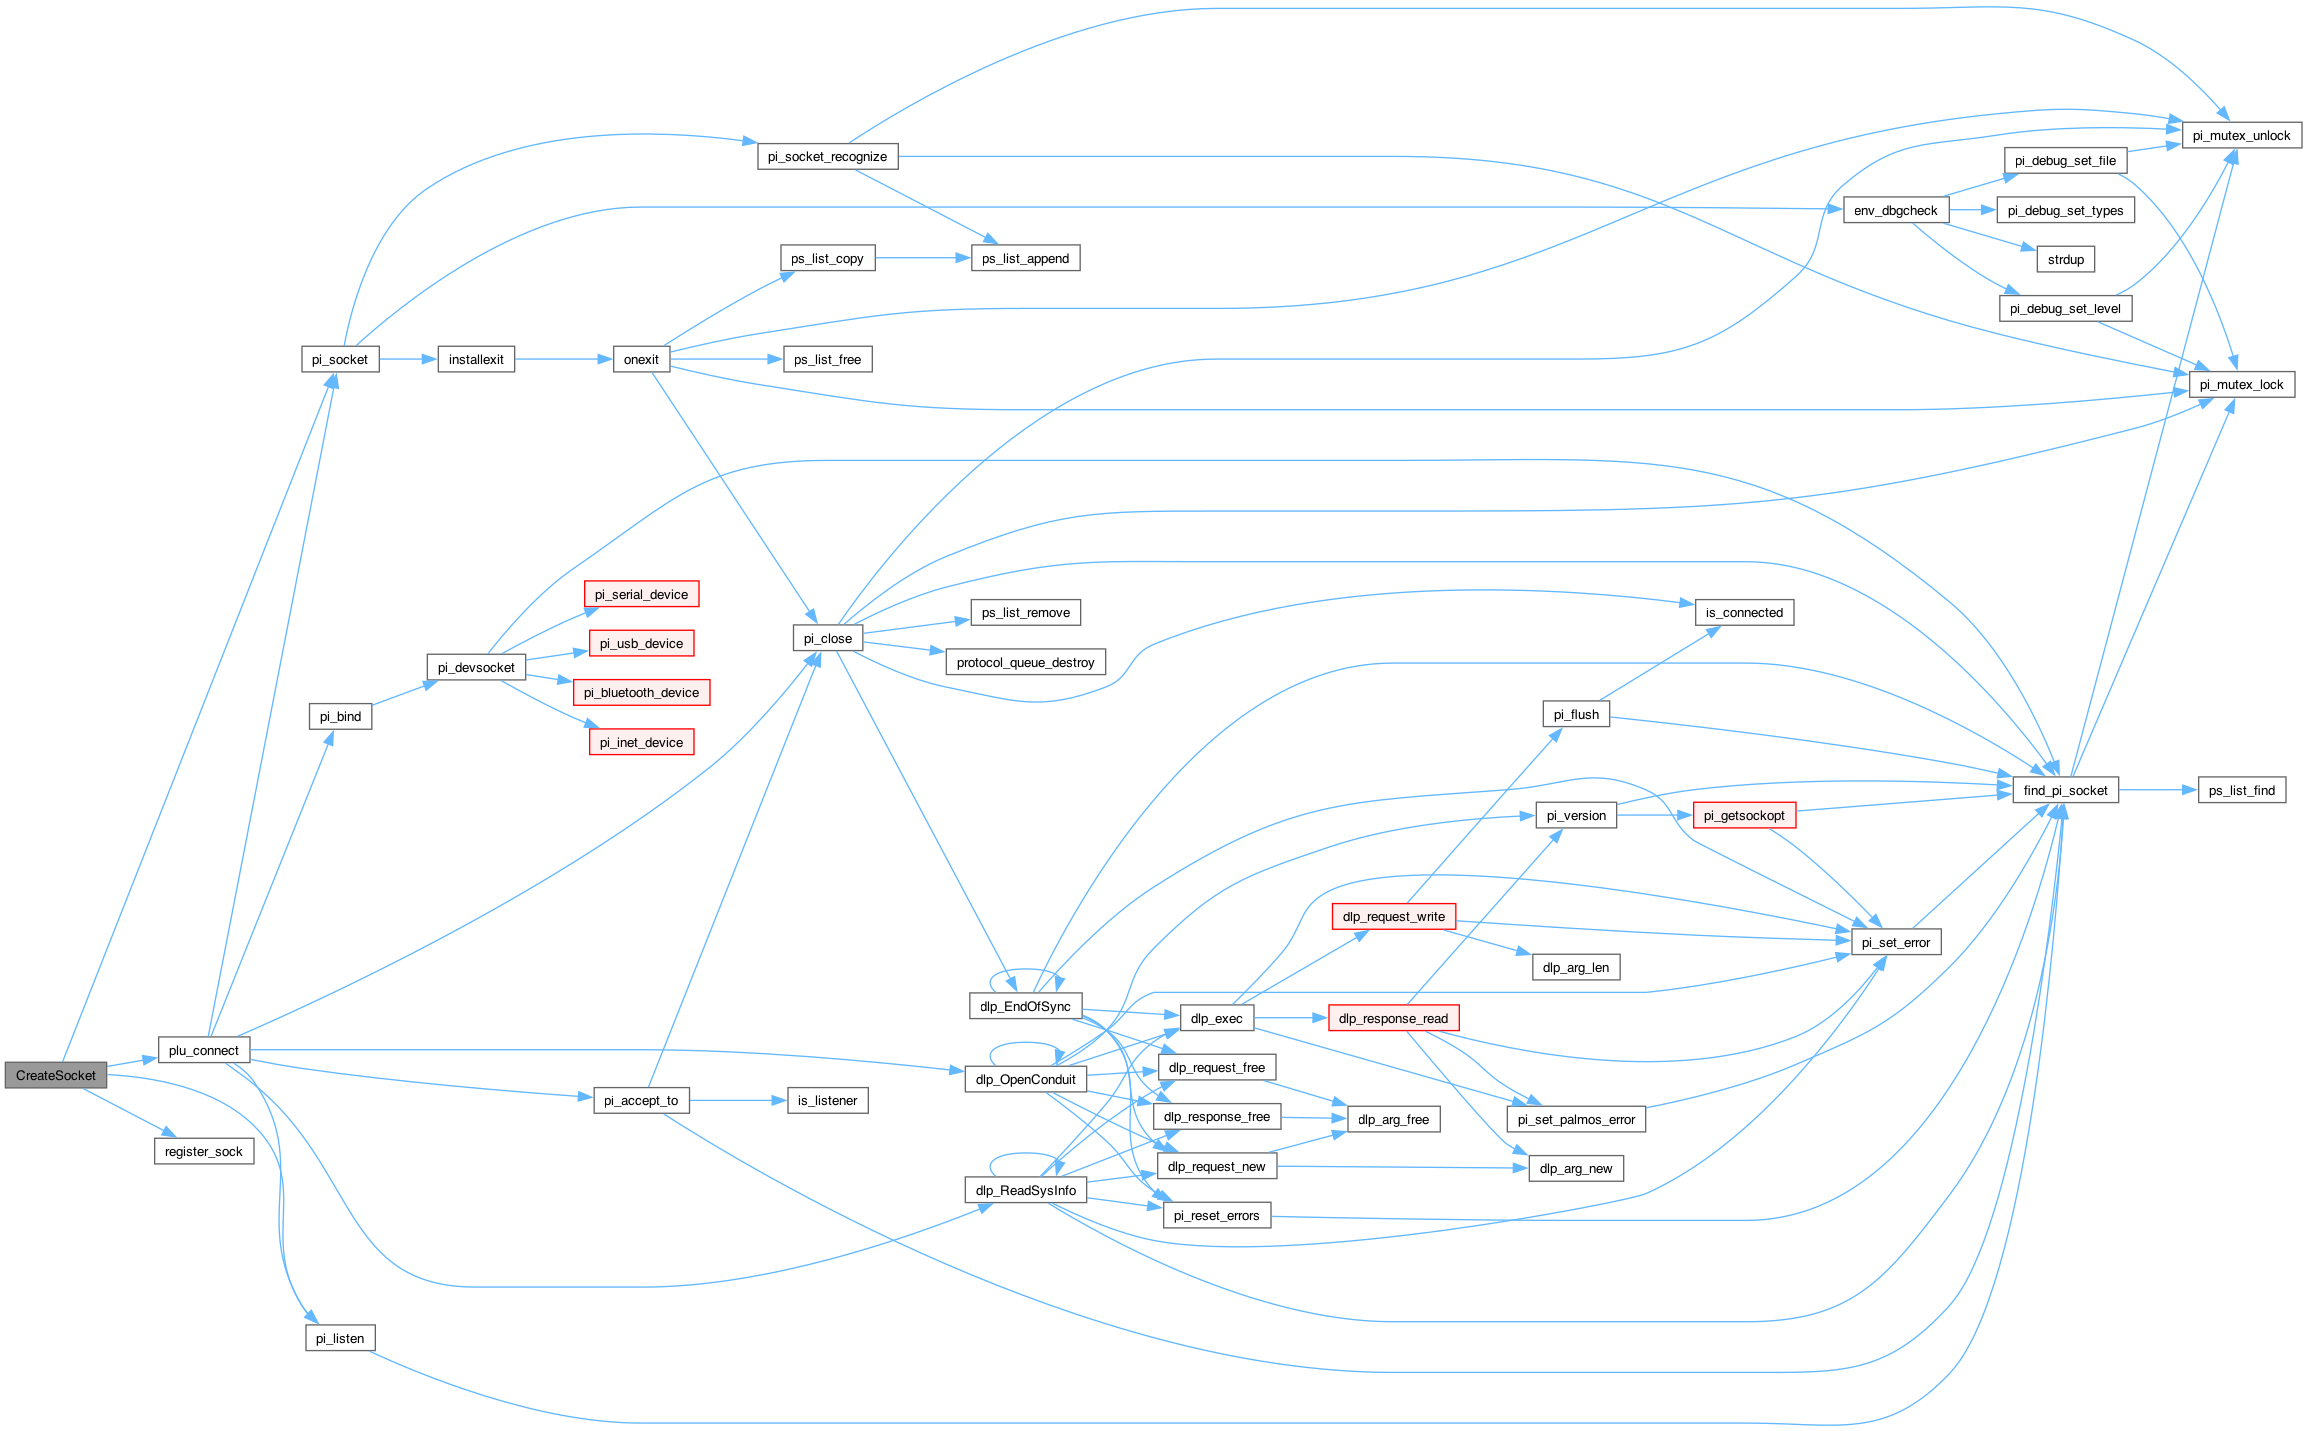 CreateSocket
plu_connect
register_sock
pi_socket
pi_bind
pi_listen
installexit
pi_devsocket
onexit
pi_serial_device
pi_usb_device
pi_bluetooth_device
pi_inet_device
pi_accept_to
pi_socket_recognize
ps_list_copy
ps_list_free
pi_close
is_listener
ps_list_append
ps_list_remove
protocol_queue_destroy
dlp_EndOfSync
dlp_OpenConduit
dlp_ReadSysInfo
dlp_exec
dlp_request_free
dlp_response_free
dlp_request_new
pi_reset_errors
dlp_request_write
dlp_response_read
dlp_arg_free
pi_flush
pi_version
dlp_arg_len
pi_set_palmos_error
dlp_arg_new
is_connected
pi_getsockopt
env_dbgcheck
pi_set_error
pi_debug_set_file
pi_debug_set_types
strdup
pi_debug_set_level
find_pi_socket
pi_mutex_unlock
pi_mutex_lock
ps_list_find